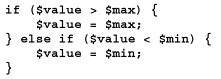 if ($value > $max) {
    $value = $max;
} else if ($value < $min) {
    $value = $min;
}